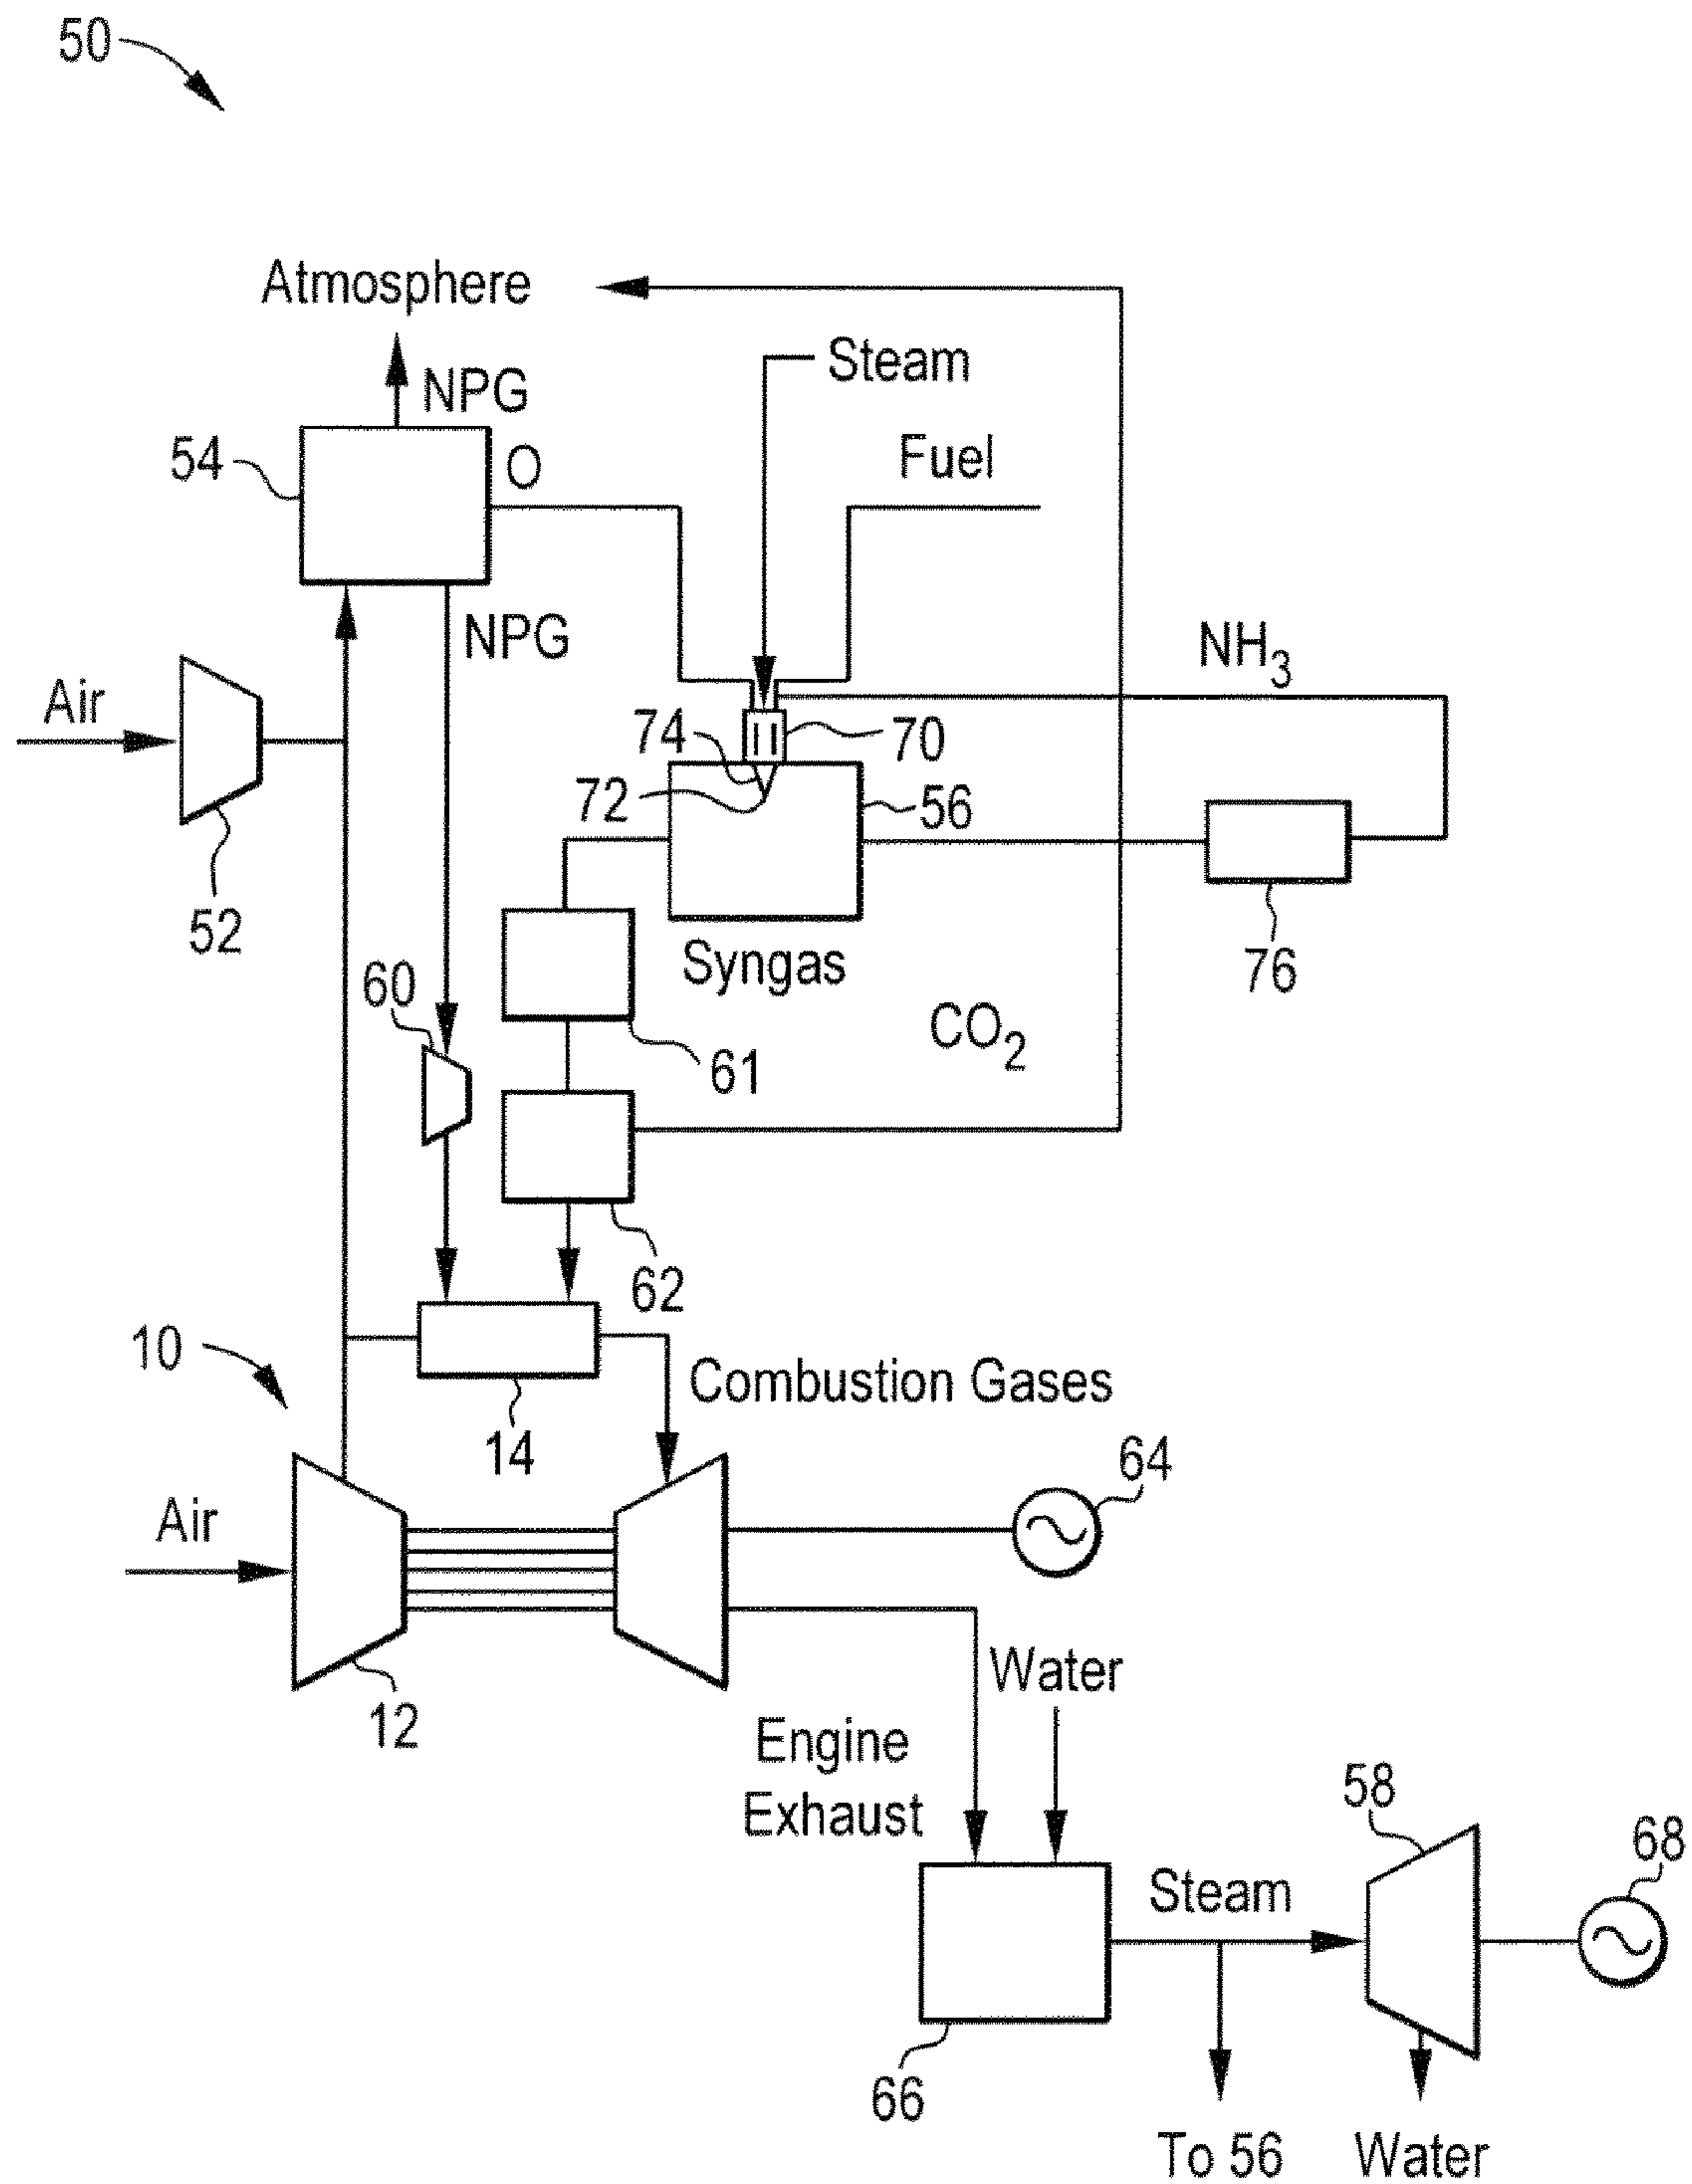 50
Atmosphere
Steam
NPG
Fuel
54
O
NPG
NH3
Air
74
70
72
56
52
76
Syngas
60
CO2
61
62
10
Combustion Gases
14
64
Air
Water
12
Engine
Exhaust
58
68
Steam
66
To 56
Water